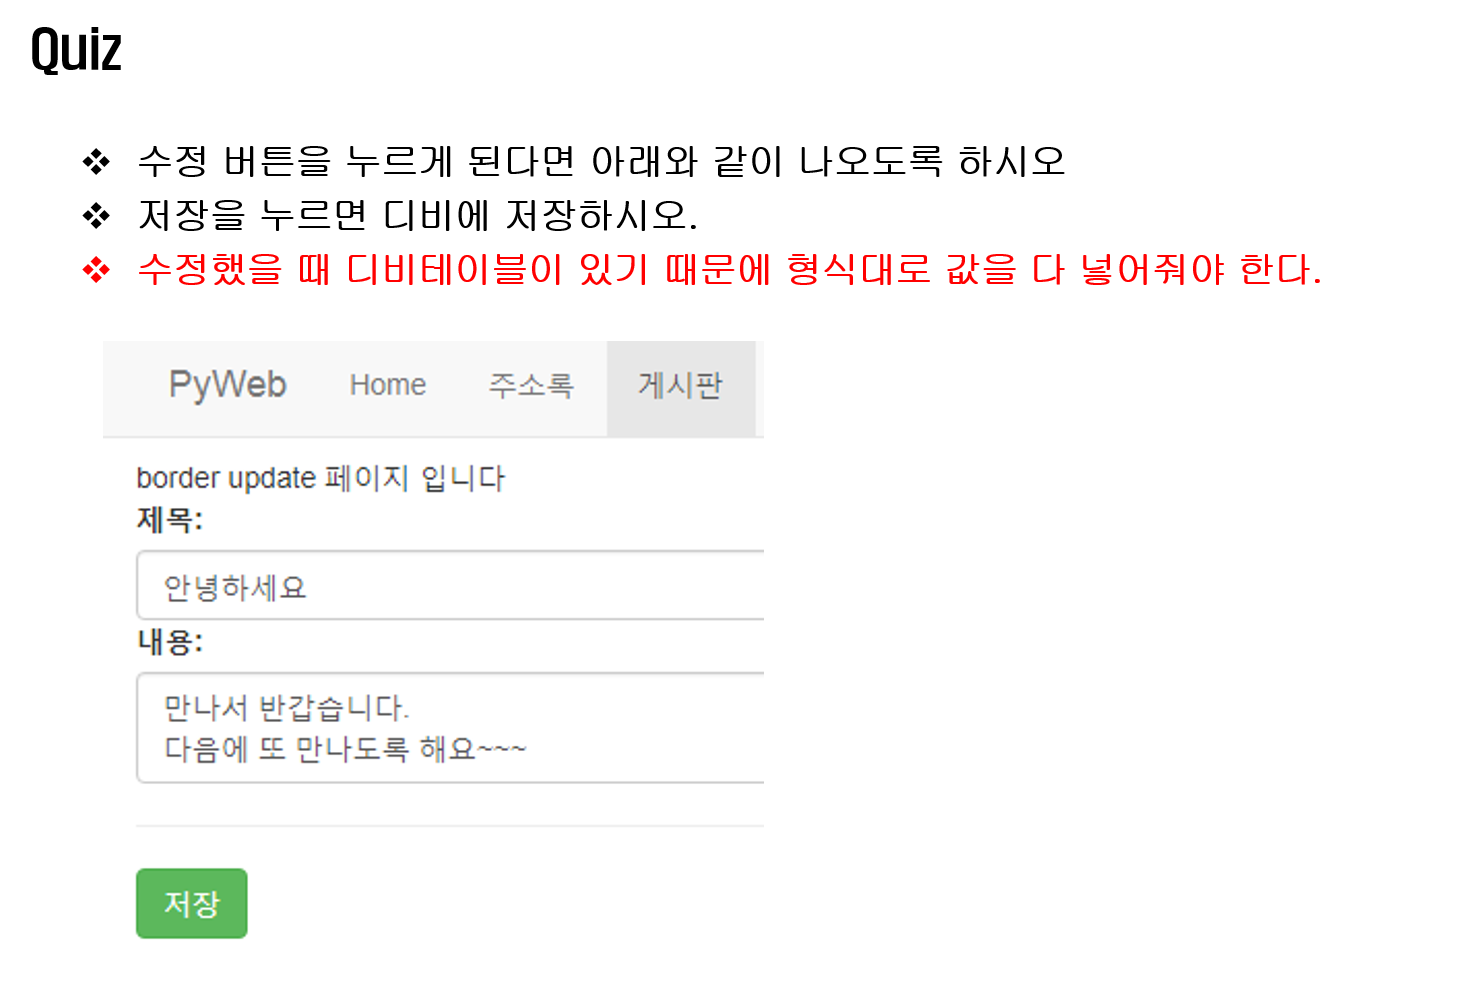 Quiz
❖ 수정 버튼을 누르게 된다면 아래와 같이 나오도록 하시오
❖ 저장을 누르면 디비에 저장하시오.
❖ 수정했을 때 디비테이블이 있기 때문에 형식대로 값을 다 넣어줘야 한다.
PyWeb Home 주소록 게시판
border update 페이지 입니다
제목:
안녕하세요
내용:
만나서 반갑습니다.
다음에 또 만나도록 해요~~~
저장